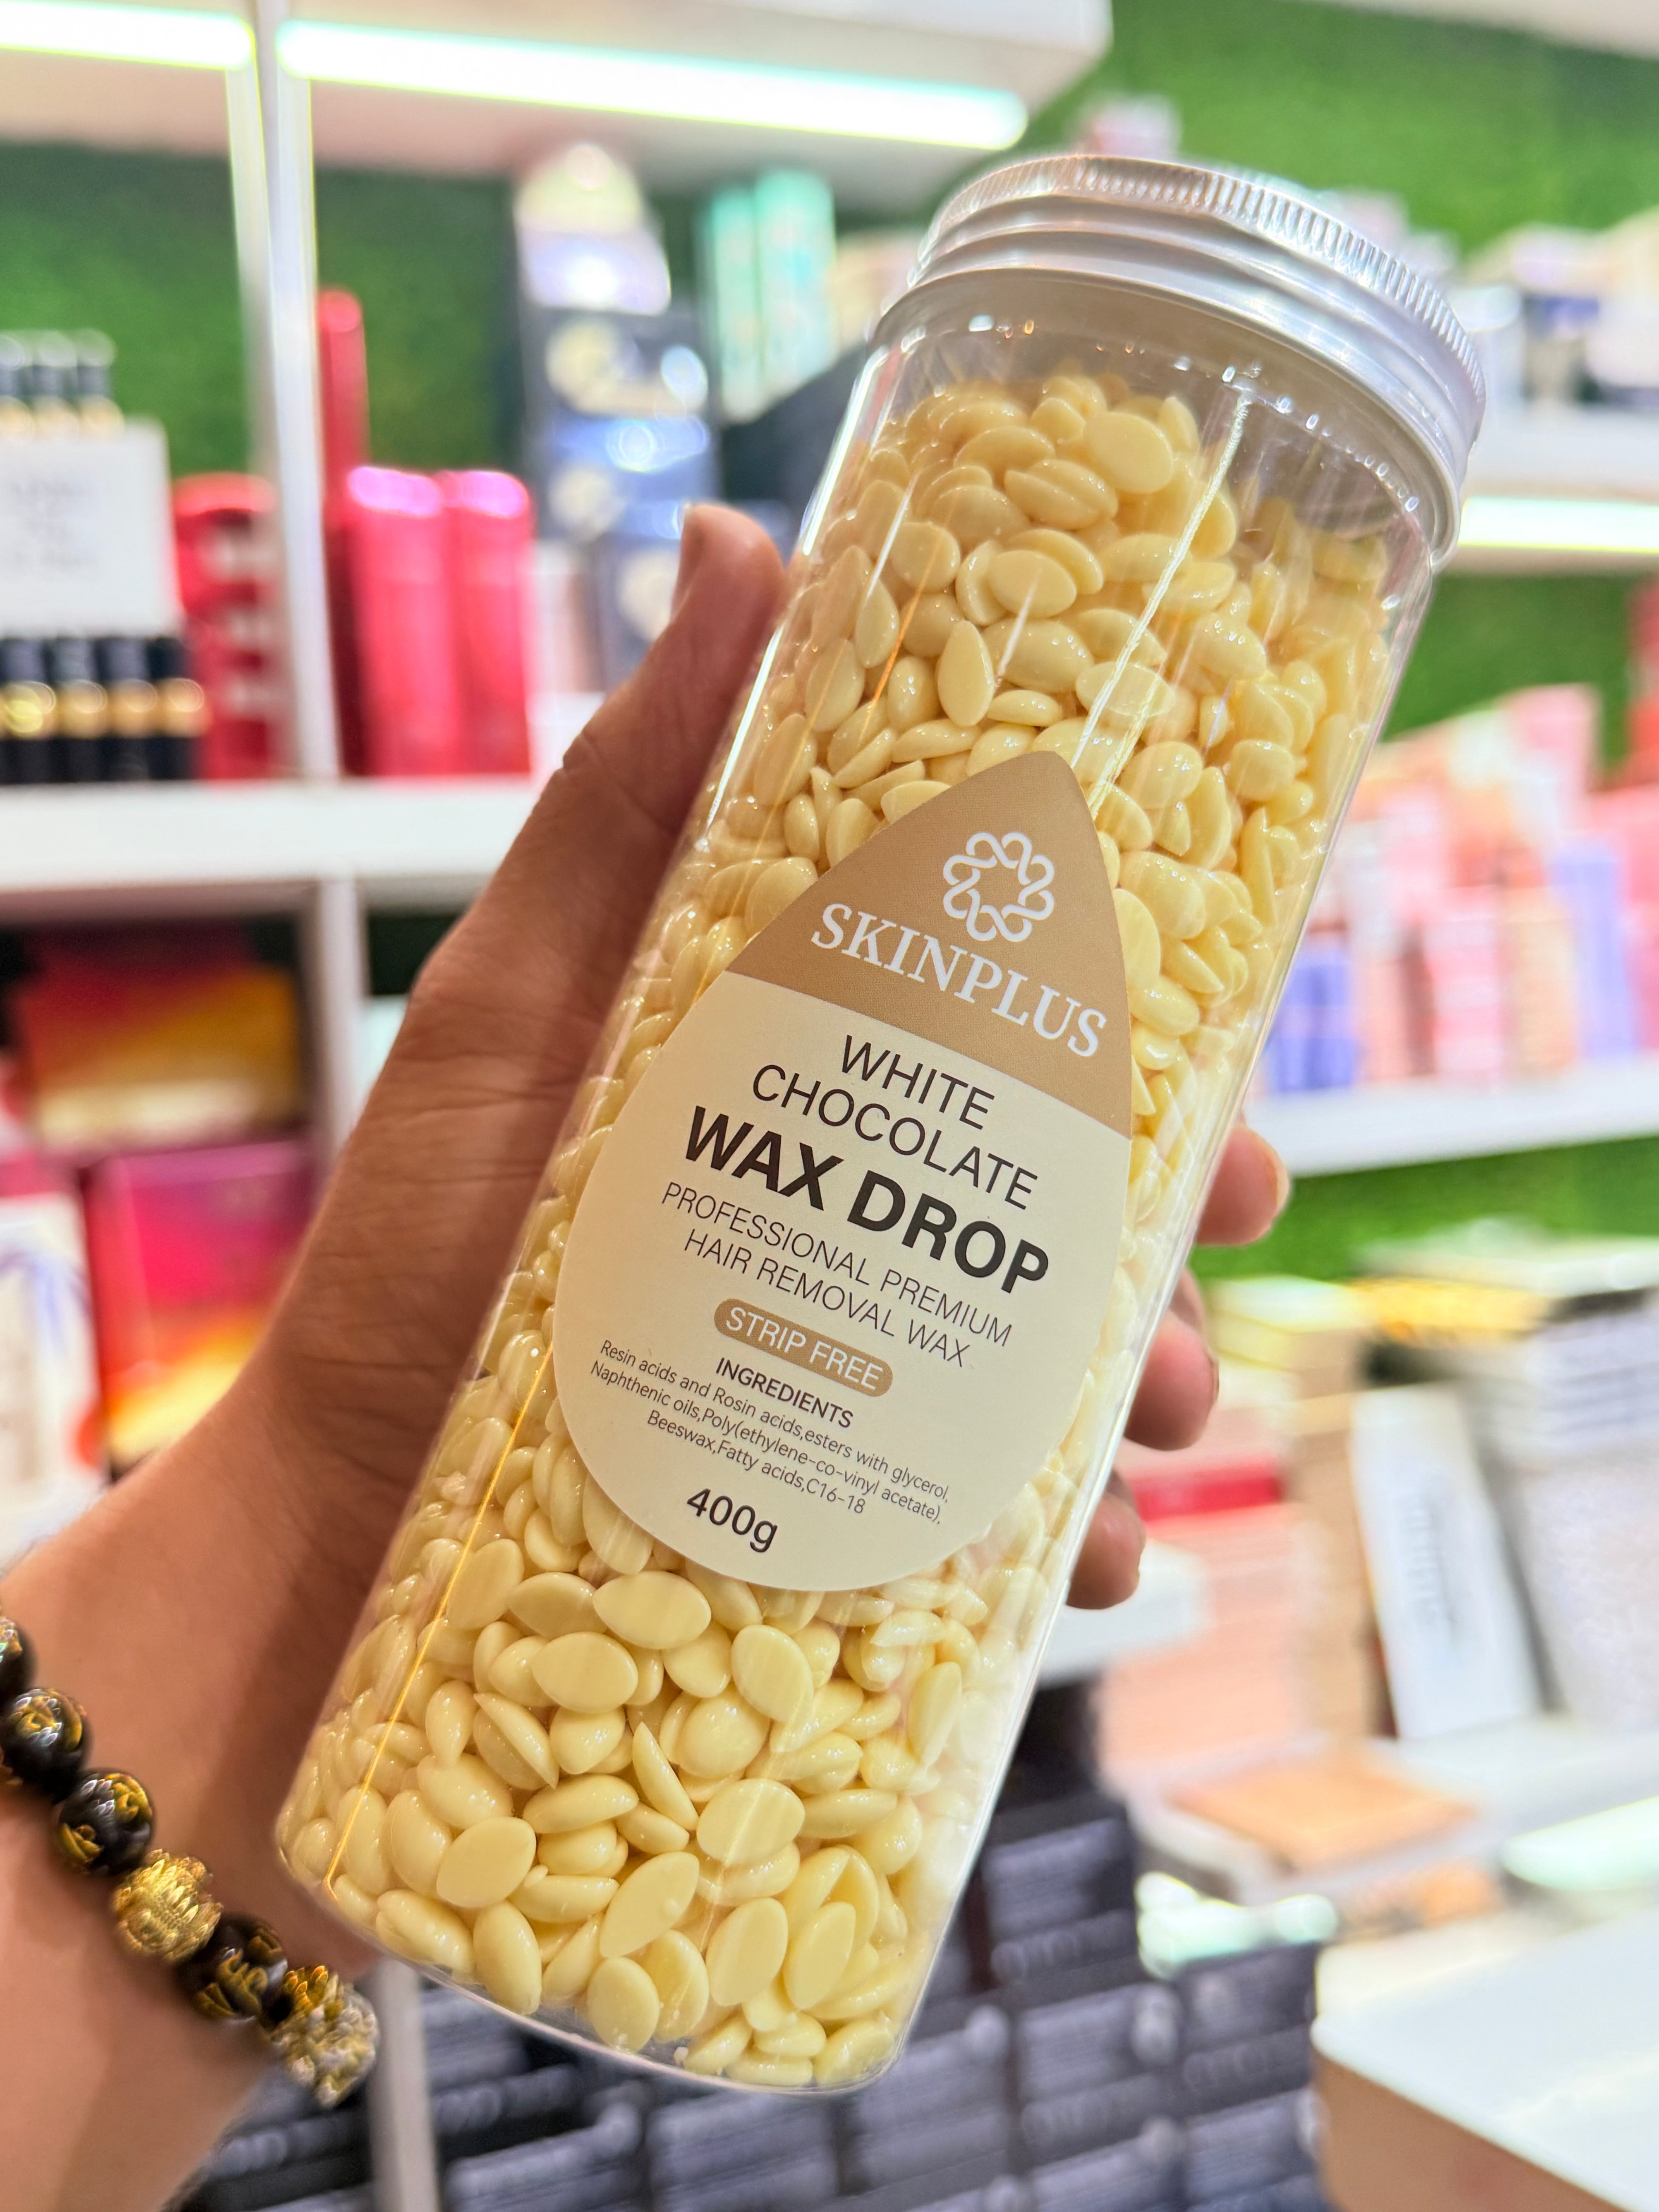 SKINPLUS
WHITE
CHOCOLATE
WAX DROP
PROFESSIONAL PREMIUM
HAIR REMOVAL WAX
STRIP FREE
INGREDIENTS
Resin acids and Rosin acids,esters with glycerol,
Naphthenic oils,Poly(ethylene-co-vinyl acetate),
Beeswax,Fatty acids,C16-18
400g